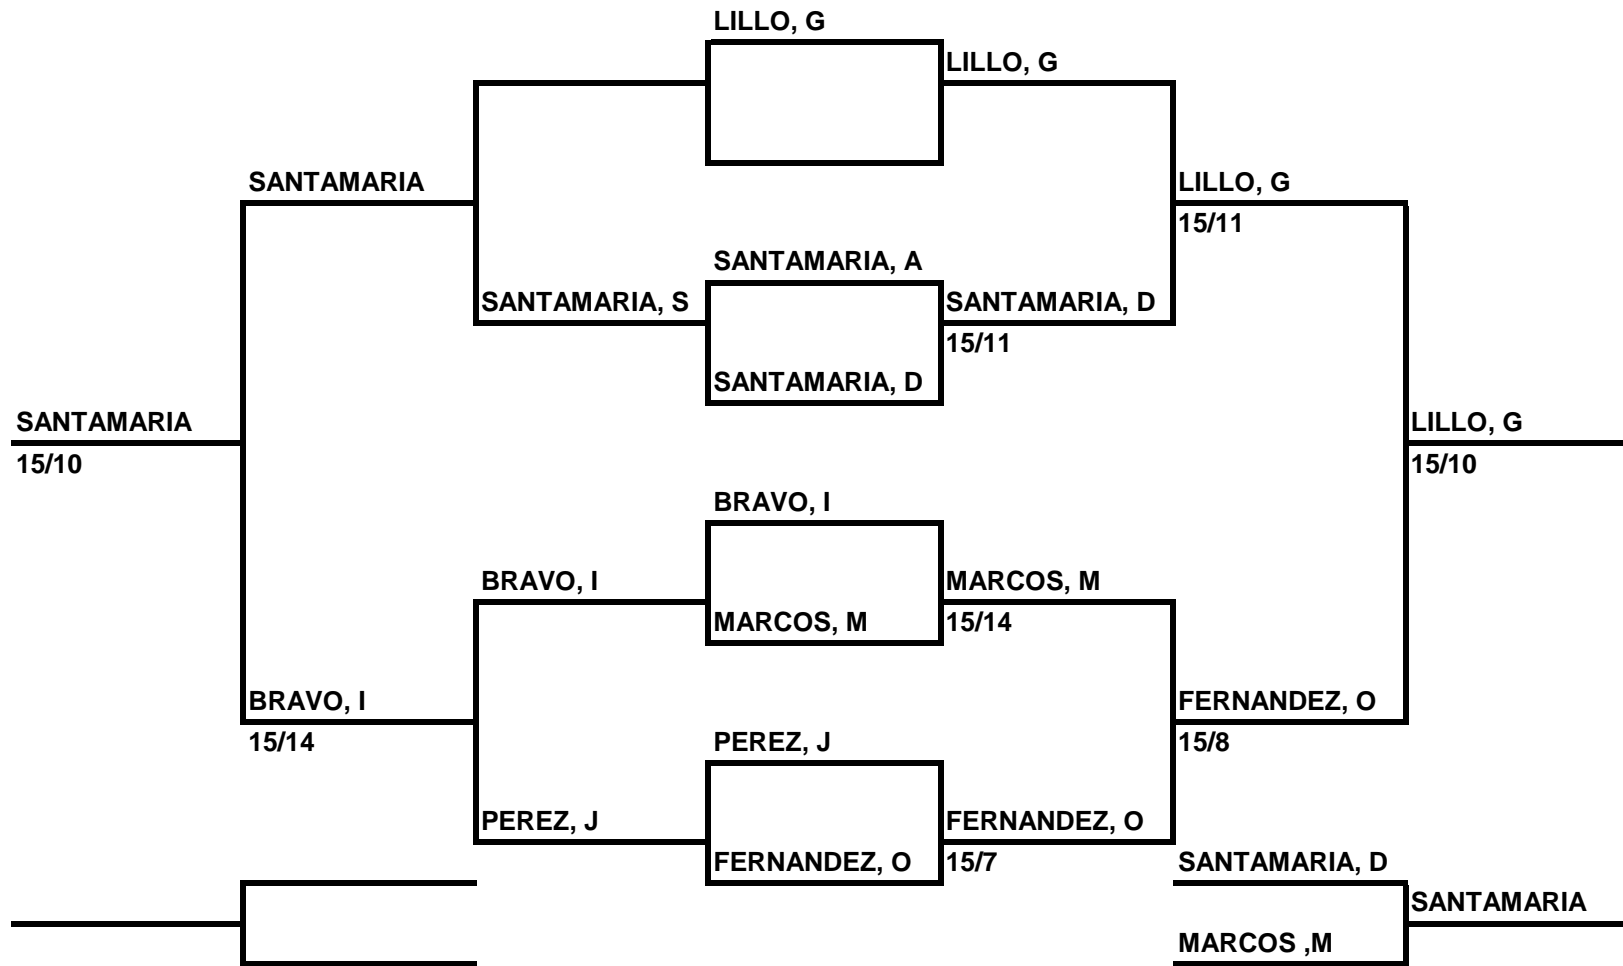 LILLO, G
LILLO, G
SANTAMARIA
LILLO, G
15/11
SANTAMARIA, A
SANTAMARIA, S
SANTAMARIA, D
15/11
SANTAMARIA, D
SANTAMARIA
LILLO, G
15/10
15/10
BRAVO, I
BRAVO, I
MARCOS, M
MARCOS, M
15/14
BRAVO, I
FERNANDEZ, O
15/14
PEREZ, J
15/8
PEREZ, J
FERNANDEZ, O
FERNANDEZ, O
15/7
SANTAMARIA, D
SANTAMARIA
MARCOS ,M